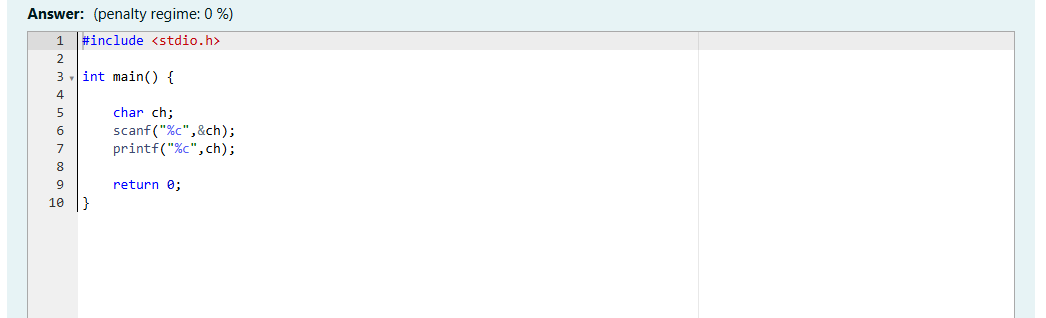 Answer: (penalty regime: 0 %)
1 #include <stdio.h>
2
3 int main() {
4
5     char ch;
6     scanf("%c",&ch);
7     printf("%c",ch);
8
9     return 0;
10 }